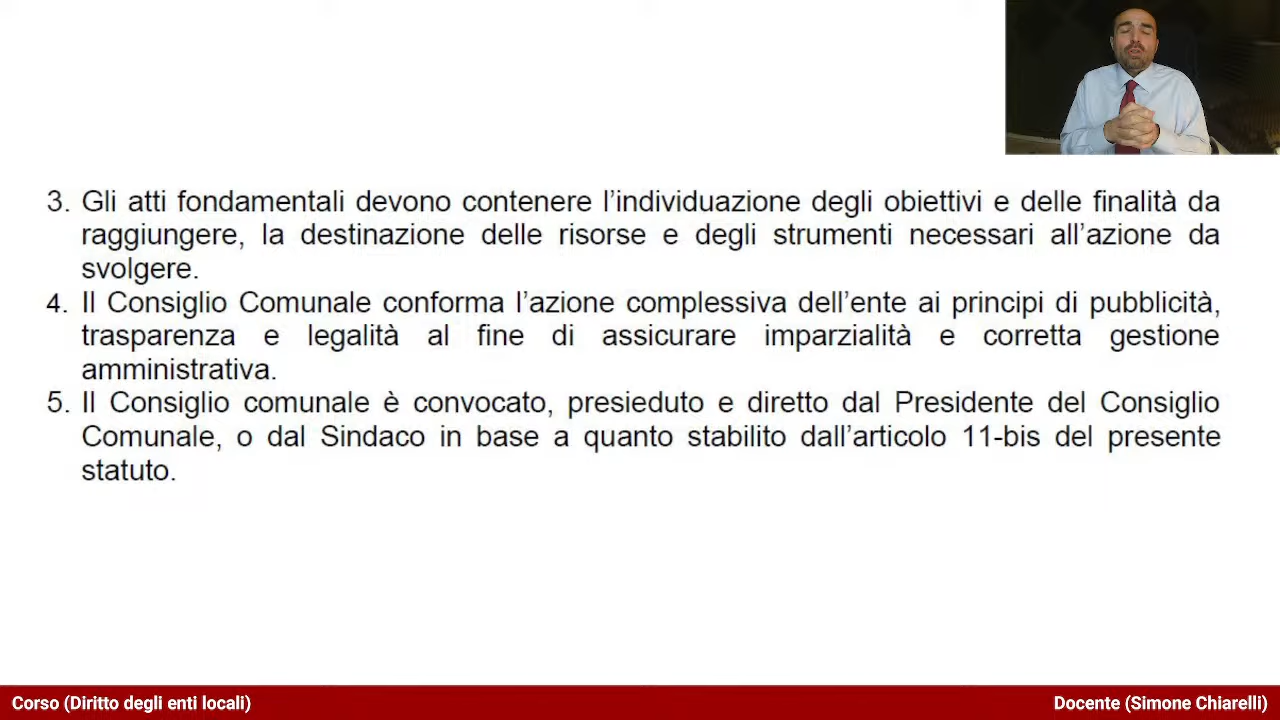 3. Gli atti fondamentali devono contenere l'individuazione degli obiettivi e delle finalità da
raggiungere, la destinazione delle risorse e degli strumenti necessari all'azione da
svolgere.
4. Il Consiglio Comunale conforma l'azione complessiva dell'ente ai principi di pubblicità,
trasparenza e legalità al fine di assicurare imparzialità e corretta gestione
amministrativa.
5. Il Consiglio comunale è convocato, presieduto e diretto dal Presidente del Consiglio
Comunale, o dal Sindaco in base a quanto stabilito dall'articolo 11-bis del presente
statuto.
Corso (Diritto degli enti locali)
Docente (Simone Chiarelli)